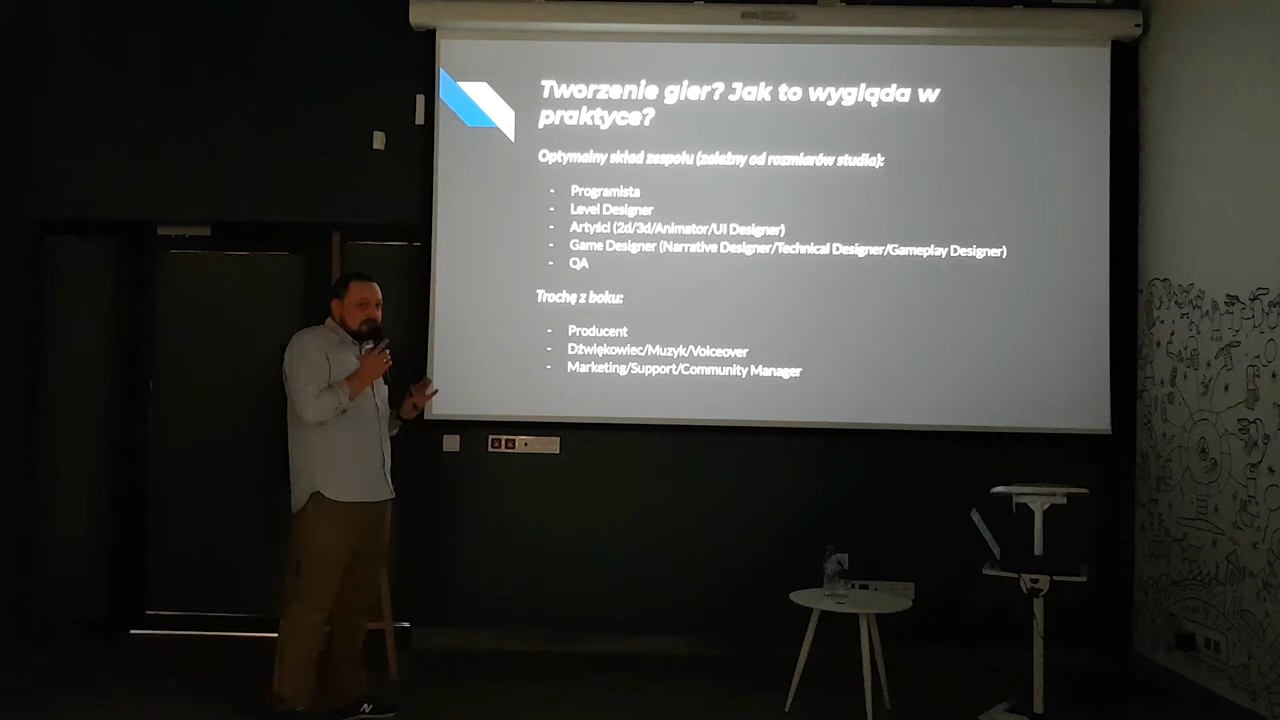 Tworzenie gier? Jak to wygląda w
praktyce?
Optymalny skład zespołu (zależny od rozmiarów studia):
- Programista
- Level Designer
- Artyści (2d/3d/Animator/UI Designer)
- Game Designer (Narrative Designer/Technical Designer/Gameplay Designer)
- QA
Trochę z boku:
- Producent
- Dźwiękowiec/Muzyk/Voiceover
- Marketing/Support/Community Manager
N